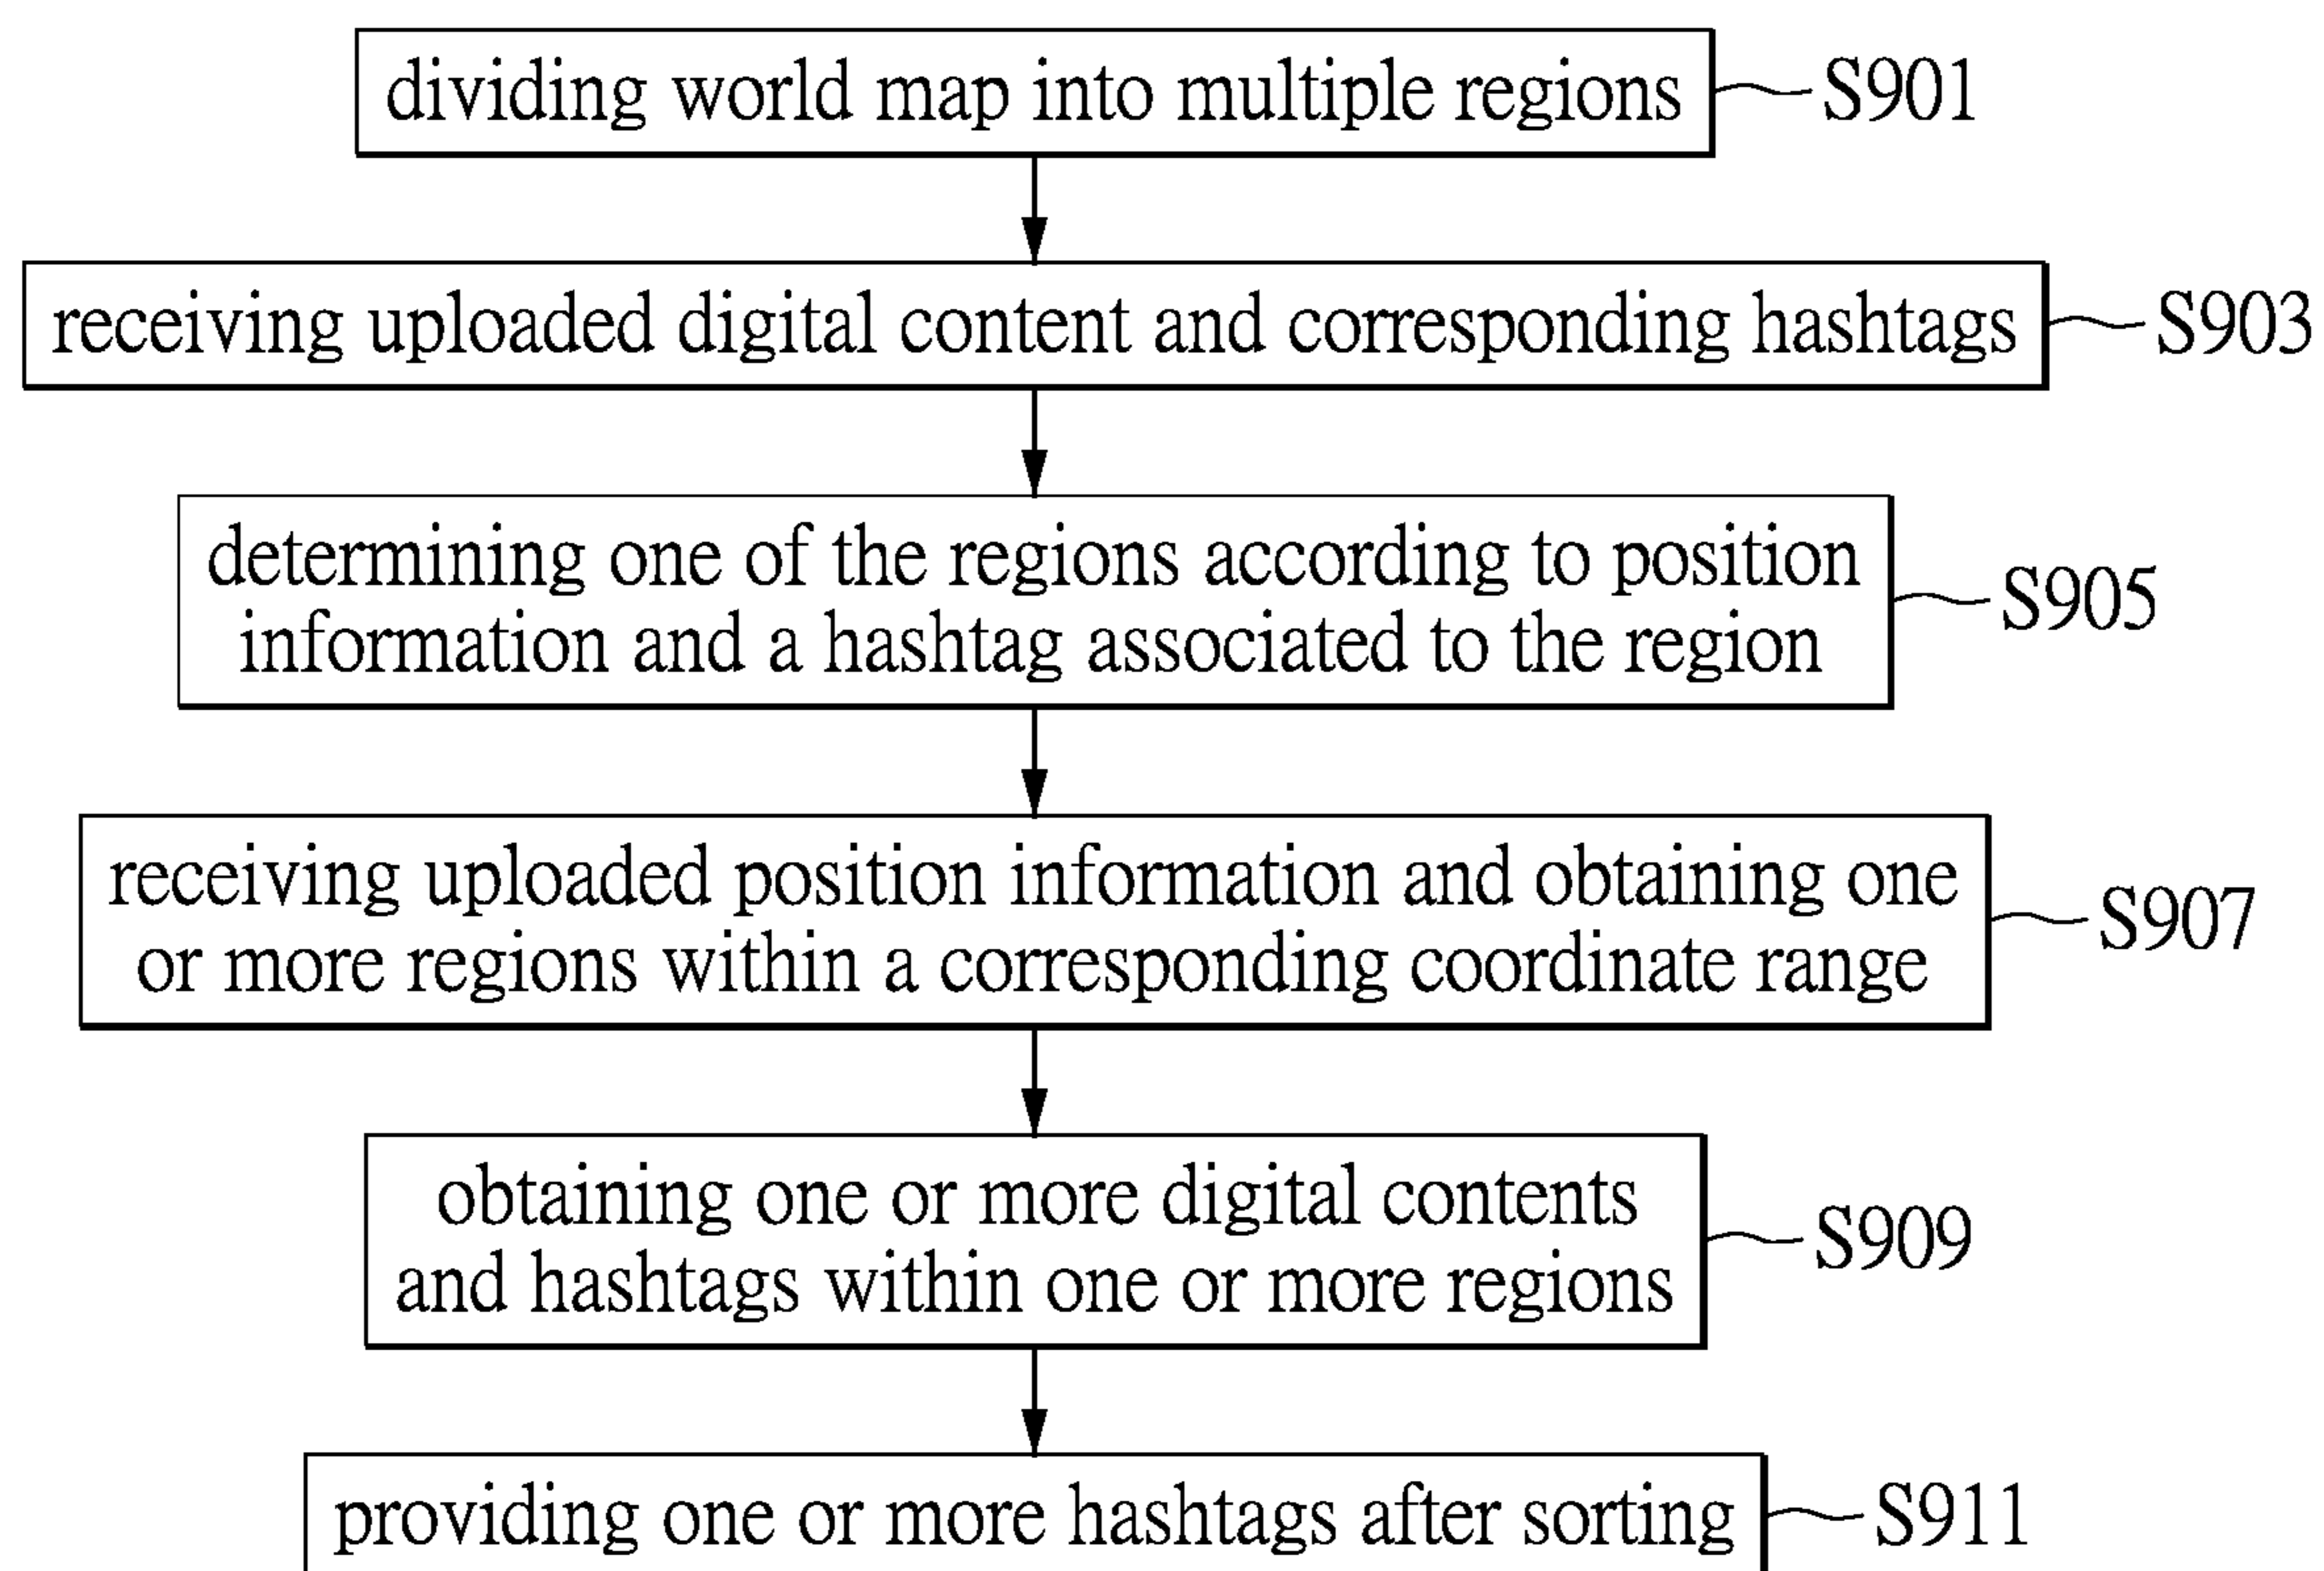 dividing world map into multiple regions
S901
receiving uploaded digital content and corresponding hashtags
S903
determining one of the regions according to position
information and a hashtag associated to the region
S905
receiving uploaded position information and obtaining one
or more regions within a corresponding coordinate range
S907
obtaining one or more digital contents
and hashtags within one or more regions
S909
providing one or more hashtags after sorting
S911